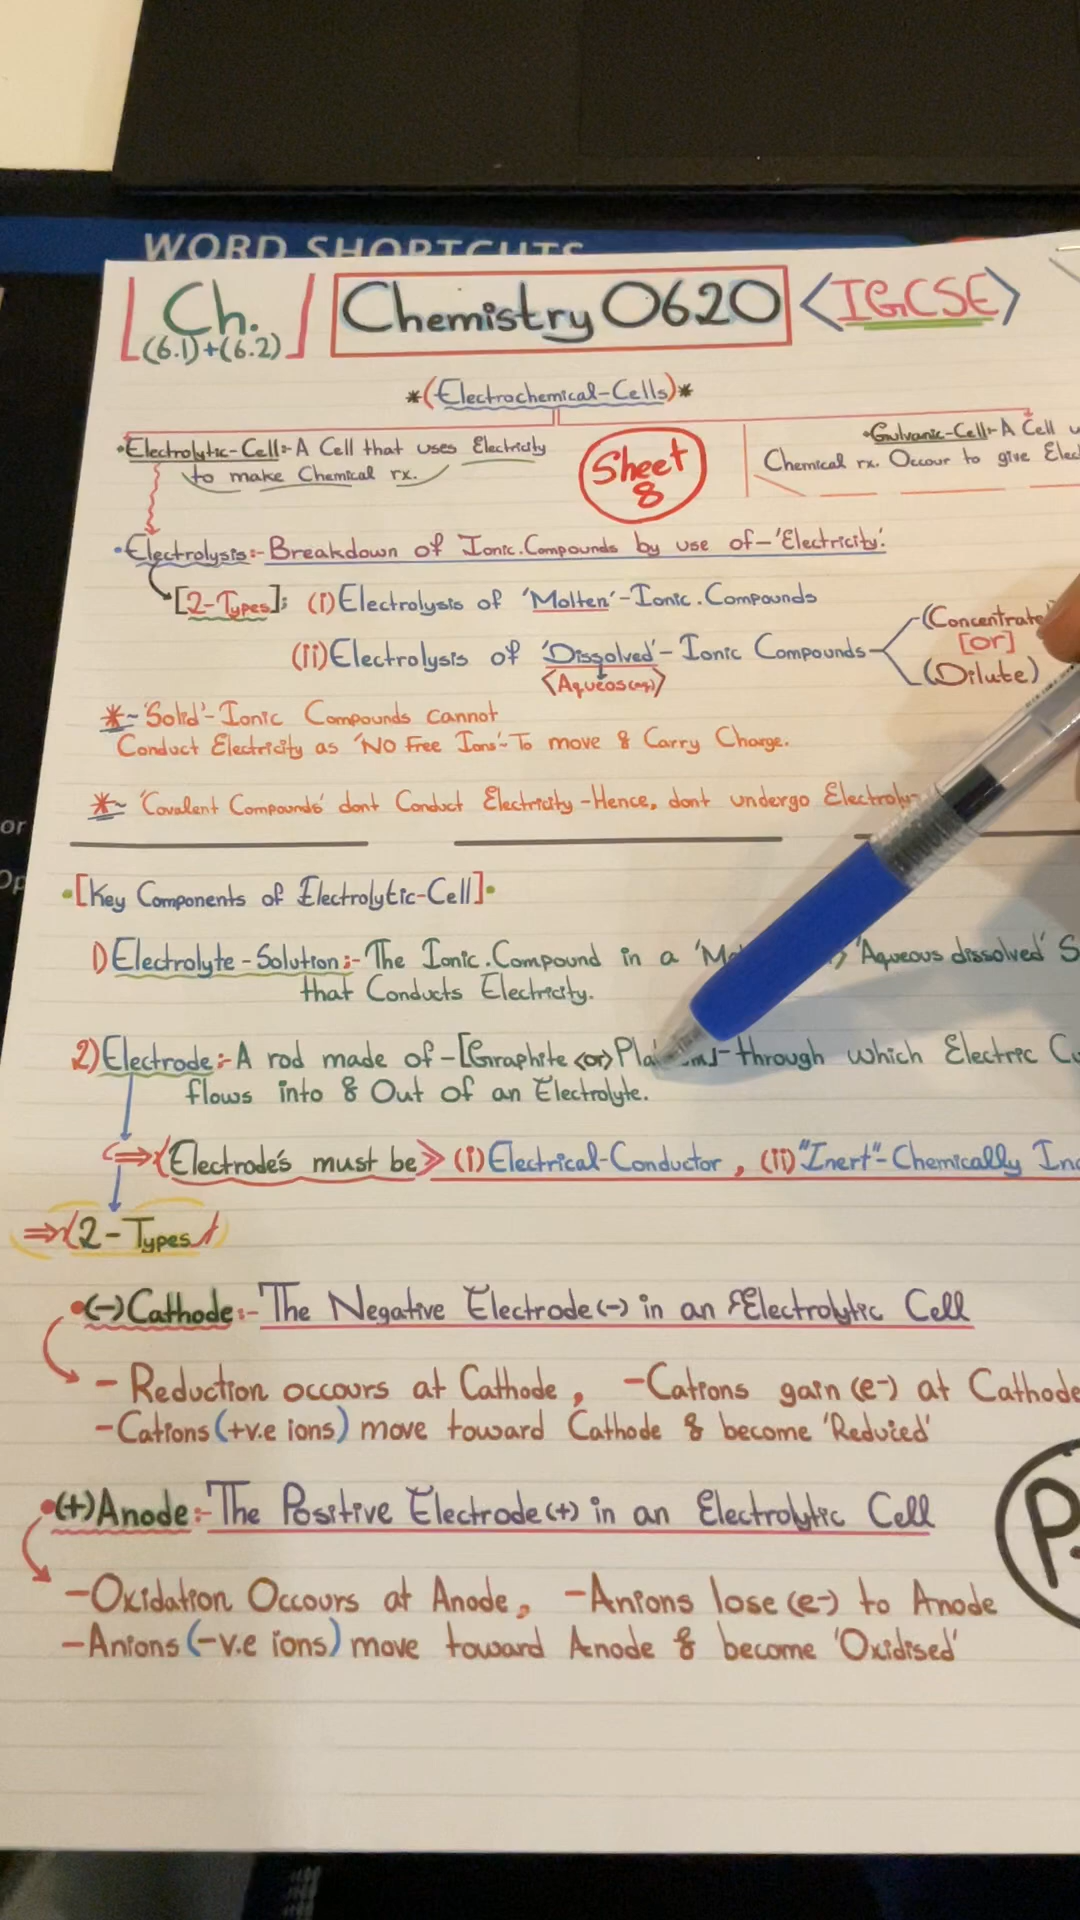 WORD SHORTCUTS
Ch.
(6.1)+(6.2)
Chemistry 0620
<IGCSE>
*(Electrochemical-Cells)*
•Electrolytic-Cell:-A Cell that uses Electricity
to make Chemical rx.
Sheet
8
•Galvanic-Cell-A Cell
Chemical rx. Occour to give
•Electrolysis:-Breakdown of Ionic.Compounds by use of-'Electricity'.
[2-Types]: (i)Electrolysis of 'Molten'-Ionic.Compounds
(ii)Electrolysis of 'Dissolved'-Ionic Compounds
<Aqueos(aq)>
(Concentrate
[or]
(Dilute)
*~'Solid'-Ionic Compounds cannot
Conduct Electricity as 'NO Free Ions'-To move & Carry Charge.
*~ 'Covalent Compounds' dont Conduct Electricity-Hence, dont undergo
or
Op
•[Key Components of Electrolytic-Cell]•
1)Electrolyte-Solution:-The Ionic.Compound in a 'Aqueous dissolved'
that Conducts Electricity.
2)Electrode:-A rod made of-[Graphite <or> through which Electric
flows into & Out of an Electrolyte.
⇒(Electrode's must be≫ (i)Electrical-Conductor, (ii)"Inert"-Chemically
⇒(2-Types)
•(-)Cathode:-The Negative Electrode(-) in an Electrolytic Cell
- Reduction occours at Cathode, -Cations gain (e-) at Cathode
-Cations(+v.e ions) move toward Cathode & become 'Reduced'
•(+)Anode:-The Positive Electrode(+) in an Electrolytic Cell
P.
-Oxidation Occours at Anode, -Anions lose (e-) to Anode
-Anions(-v.e ions) move toward Anode & become 'Oxidised'